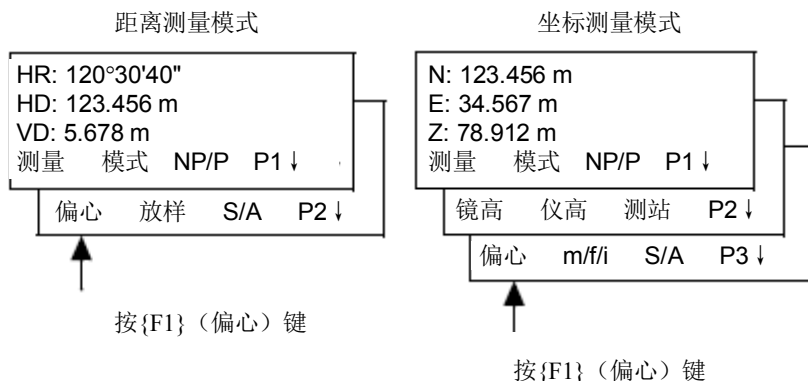 距离测量模式
HR: 120°30'40"
HD: 123.456 m
VD: 5.678 m
测量 模式 NP/P P1↓
偏心 放样 S/A P2↓
按{F1}（偏心）键
坐标测量模式
N: 123.456 m
E: 34.567 m
Z: 78.912 m
测量 模式 NP/P P1↓
镜高 仪高 测站 P2↓
偏心 m/f/i S/A P3↓
按{F1}（偏心）键